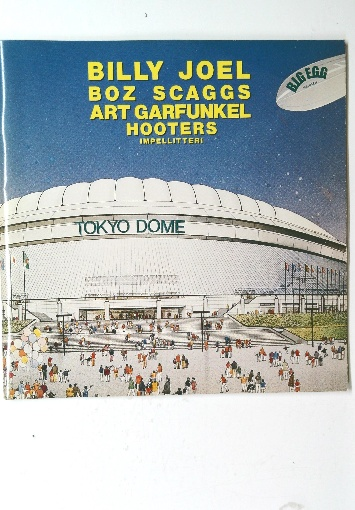 BILLY JOEL
BOZ SCAGGS
ART GARFUNKEL
HOOTERS
IMPELLITTERI
BIG EGG
TOKYO DOME